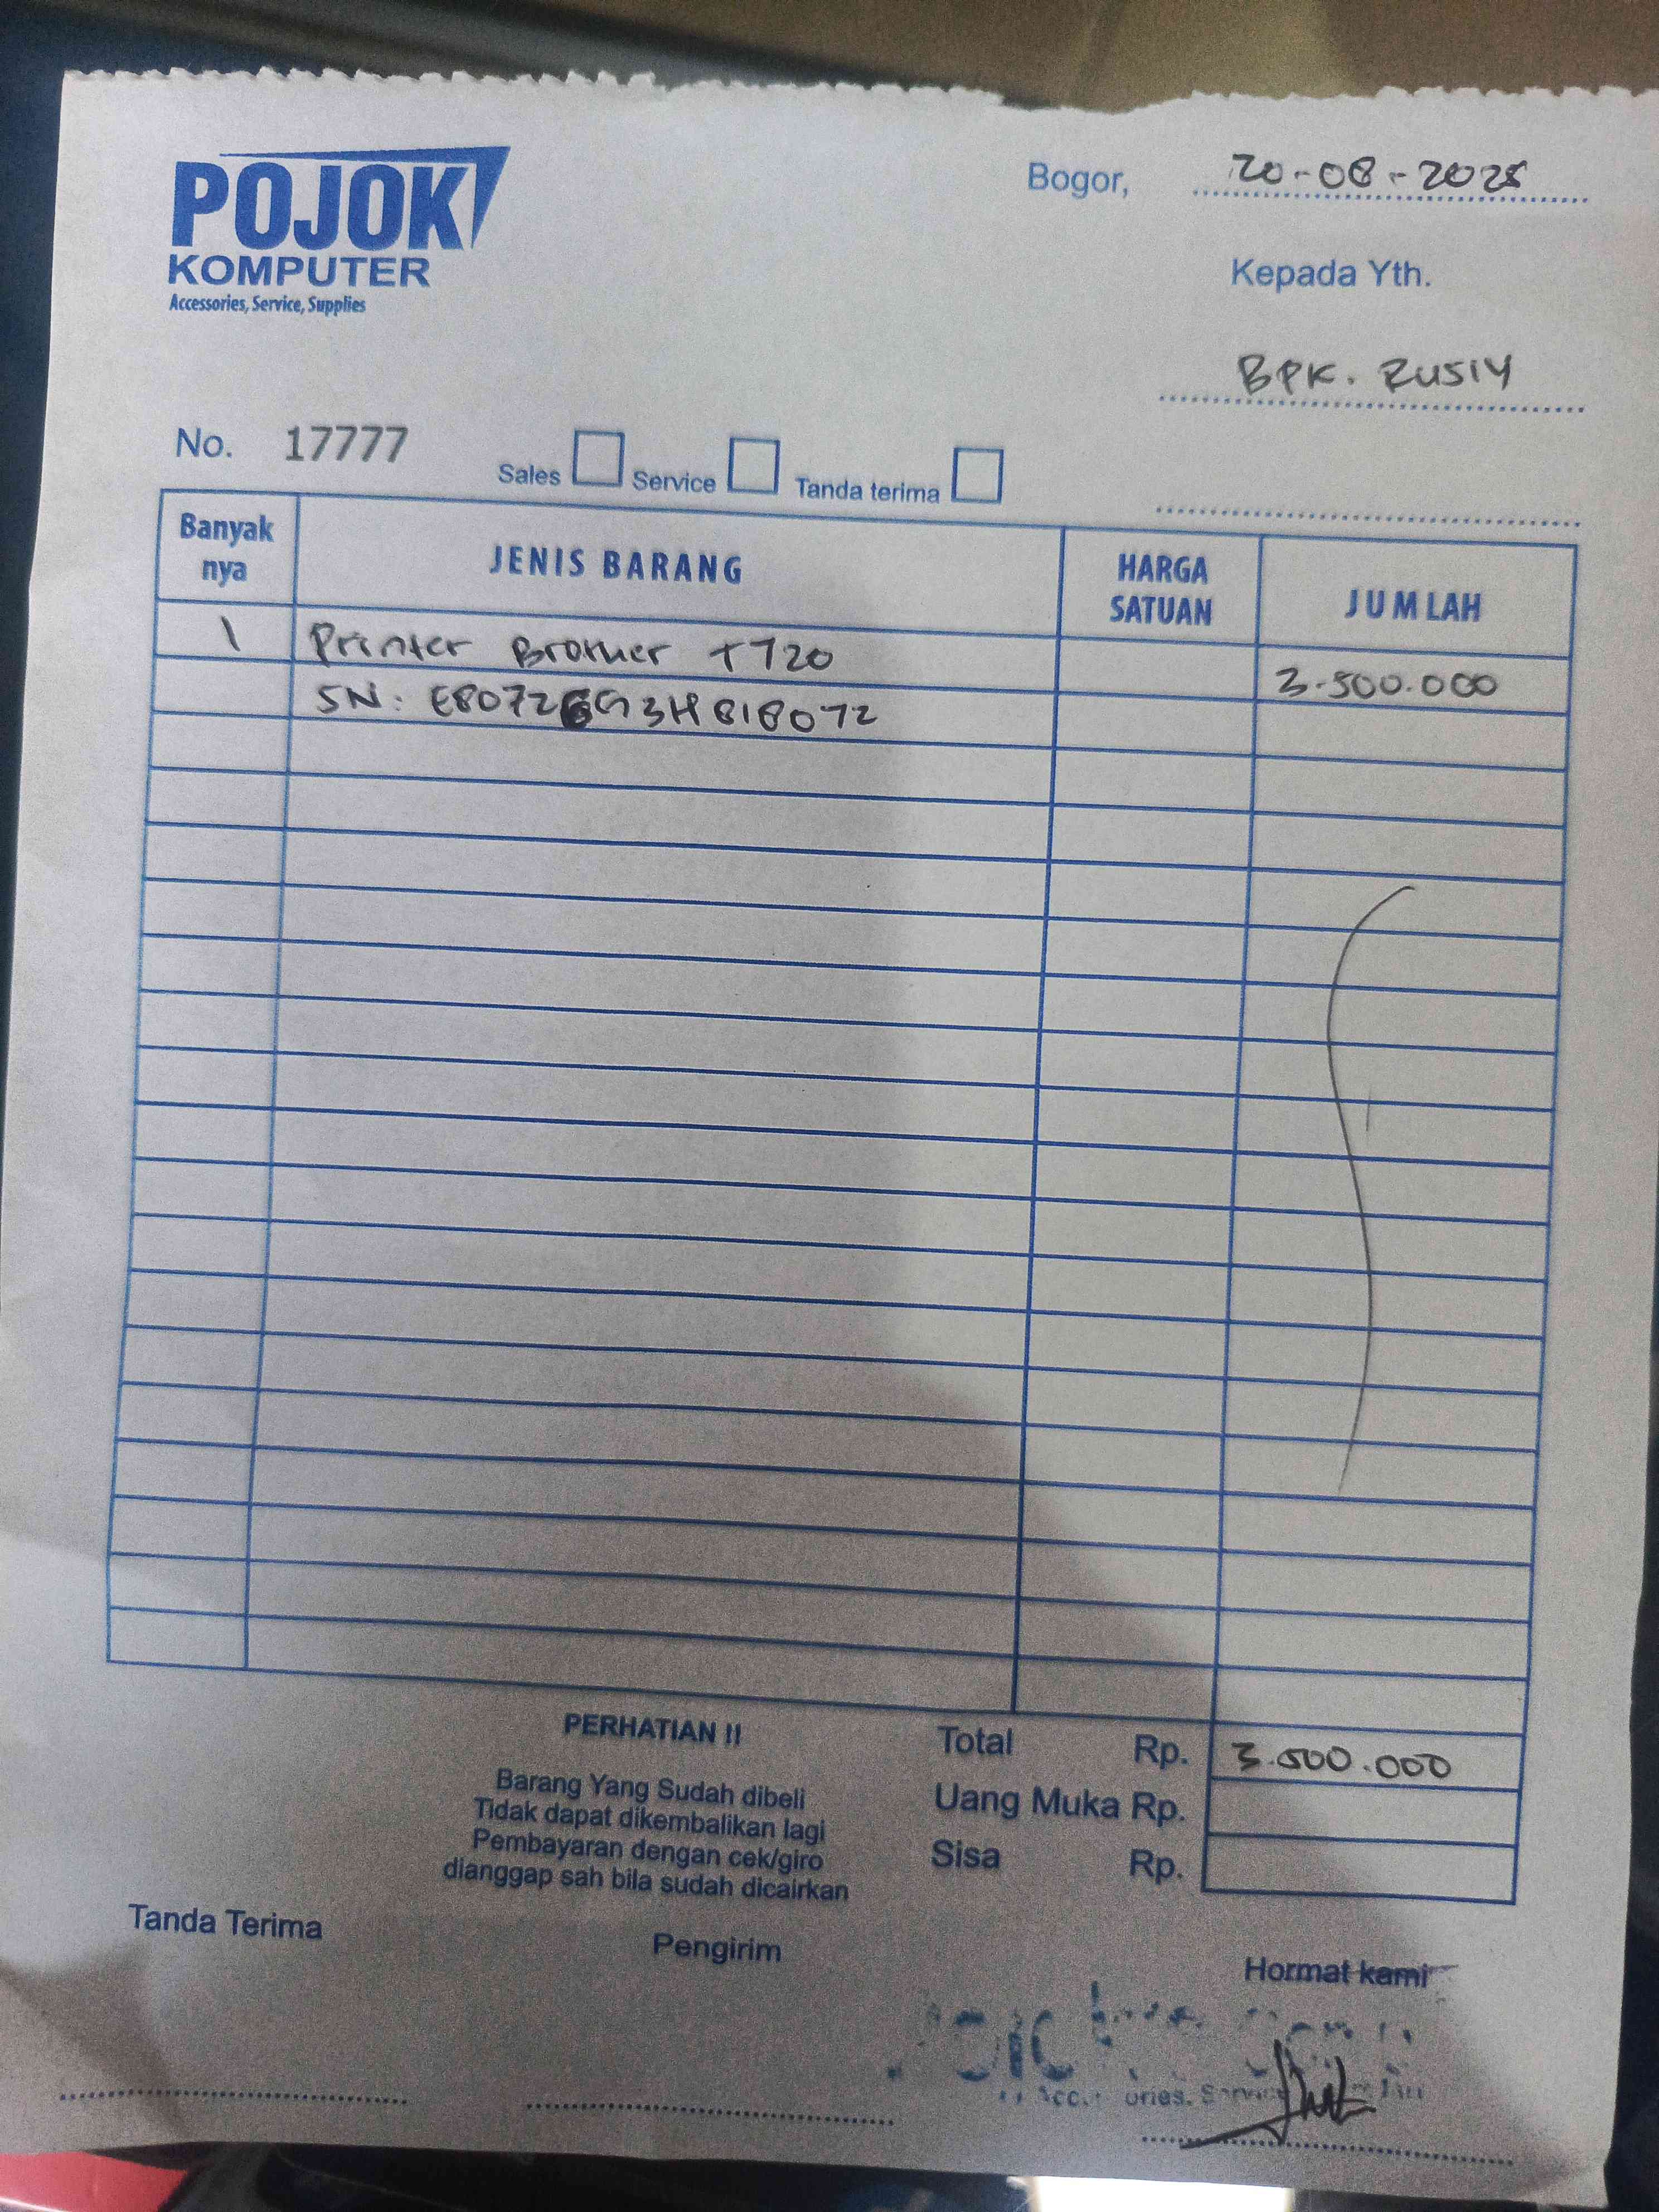 POJOK
KOMPUTER
Accessories, Service, Supplies
Bogor, 20-08-2025
Kepada Yth.
BPK. RUSLY
No. 17777
Sales Service Tanda terima
Banyak nya JENIS BARANG HARGA SATUAN JUMLAH
1 Printer Brother T720 3.500.000
SN: E80726G3H818072
PERHATIAN !!
Barang Yang Sudah dibeli
Tidak dapat dikembalikan lagi
Pembayaran dengan cek/giro
dianggap sah bila sudah dicairkan
Total Rp. 3.500.000
Uang Muka Rp.
Sisa Rp.
Tanda Terima
Pengirim
Hormat kami